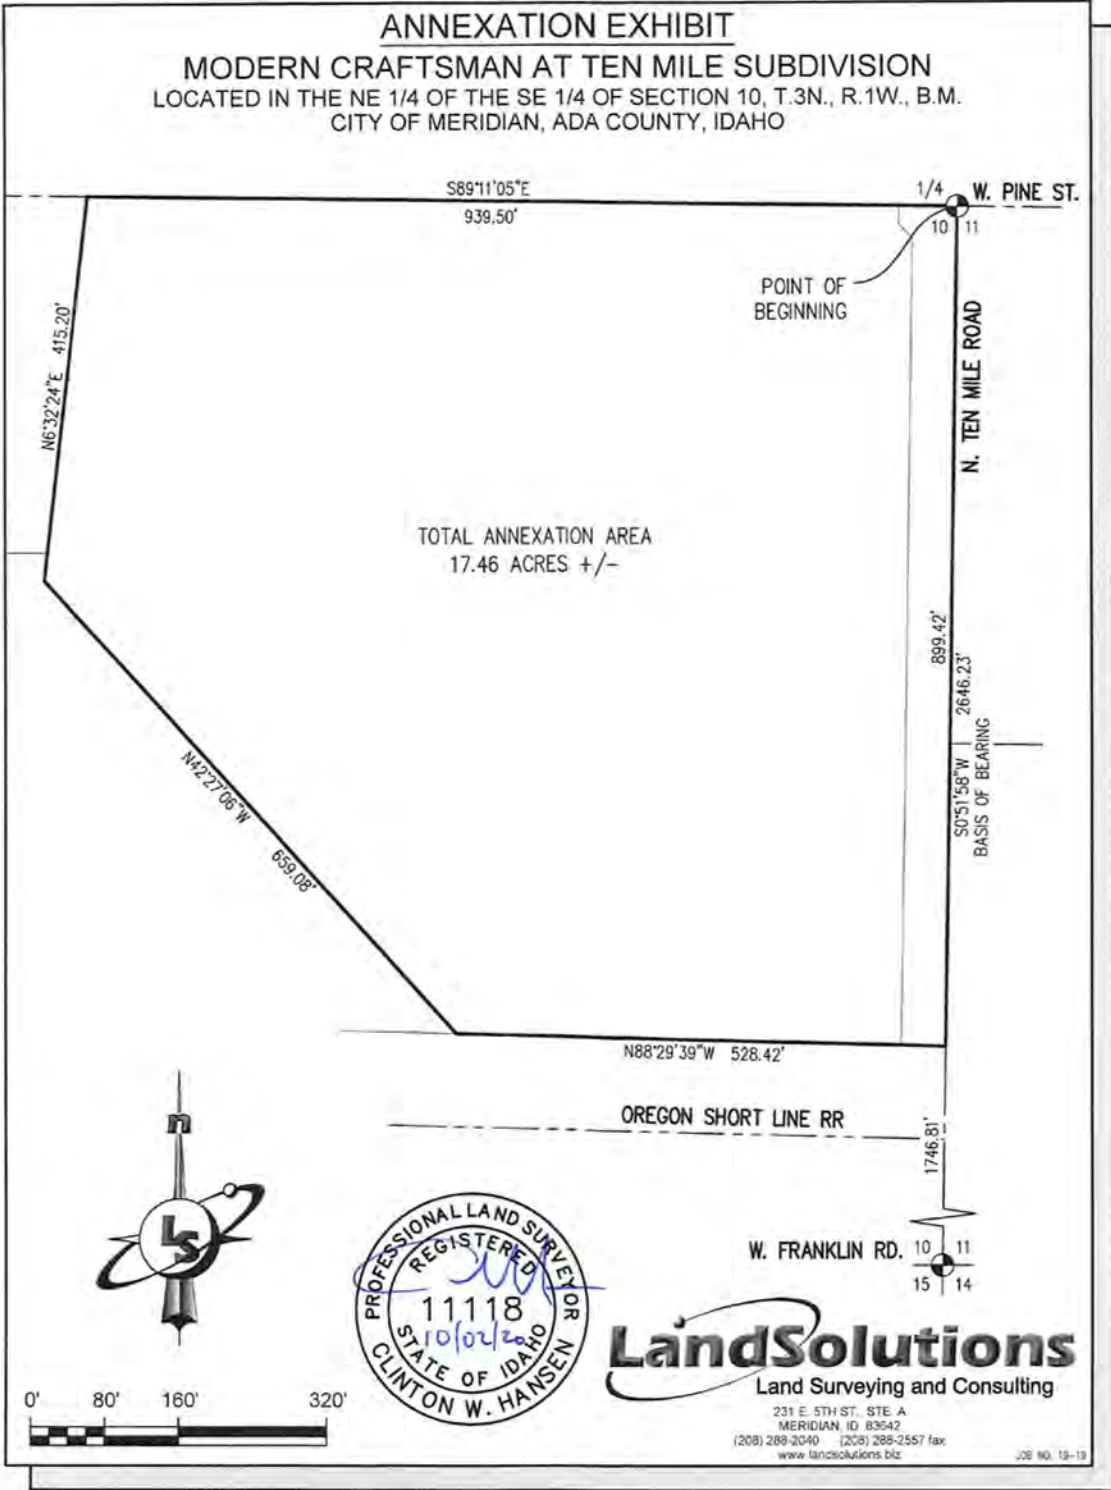 ANNEXATION EXHIBIT
MODERN CRAFTSMAN AT TEN MILE SUBDIVISION
LOCATED IN THE NE 1/4 OF THE SE 1/4 OF SECTION 10, T.3N., R.1W., B.M.
CITY OF MERIDIAN, ADA COUNTY, IDAHO
S89°11'05"E
939.50'
1/4
W. PINE ST.
10 11
POINT OF
BEGINNING
N6°32'24"E 415.20'
N. TEN MILE ROAD
TOTAL ANNEXATION AREA
17.46 ACRES +/-
899.42'
S0°51'58"W 2646.23'
BASIS OF BEARING
N42°27'06"W 659.08'
N88°29'39"W 528.42'
OREGON SHORT LINE RR
1746.81'
n
LS
W. FRANKLIN RD.
10 11
15 14
PROFESSIONAL LAND SURVEYOR
REGISTERED
11118
10/02/20
STATE OF IDAHO
CLINTON W. HANSEN
LandSolutions
Land Surveying and Consulting
231 E. 5TH ST., STE. A
MERIDIAN, ID 83642
(208) 288-2040 (208) 288-2557 fax
www.landsolutions.biz
0' 80' 160' 320'
JOB NO. 19-19